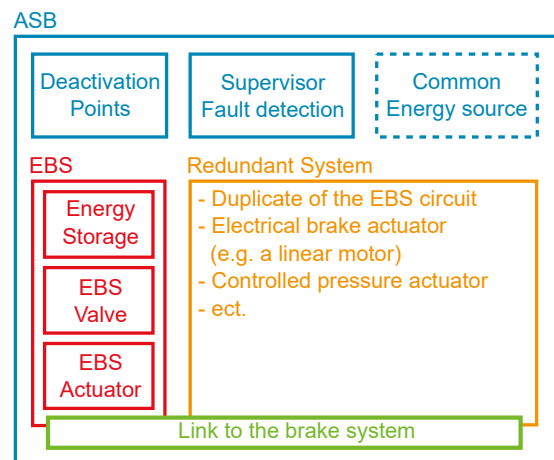 ASB
Deactivation
Points
Supervisor
Fault detection
Common
Energy source
EBS
Energy
Storage
EBS
Valve
EBS
Actuator
Redundant System
- Duplicate of the EBS circuit
- Electrical brake actuator
(e.g. a linear motor)
- Controlled pressure actuator
- ect.
Link to the brake system